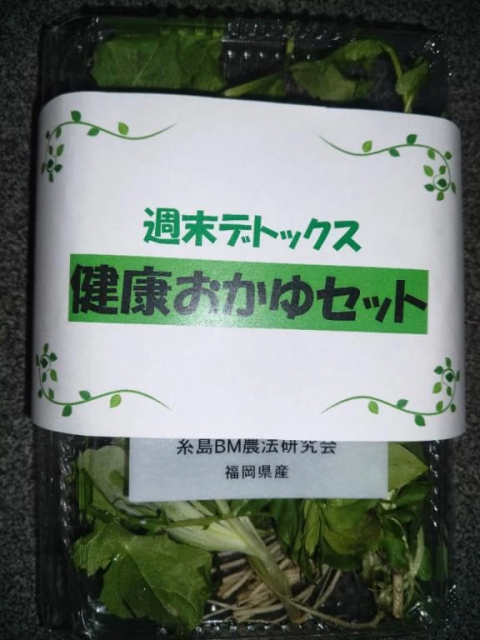 週末デトックス
健康おかゆセット
糸島BM農法研究会
福岡県産